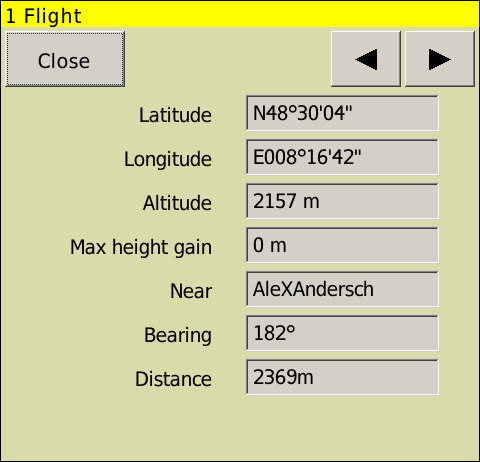 1 Flight
Close
Latitude N48°30'04"
Longitude E008°16'42"
Altitude 2157 m
Max height gain 0 m
Near AleXAndersch
Bearing 182°
Distance 2369m